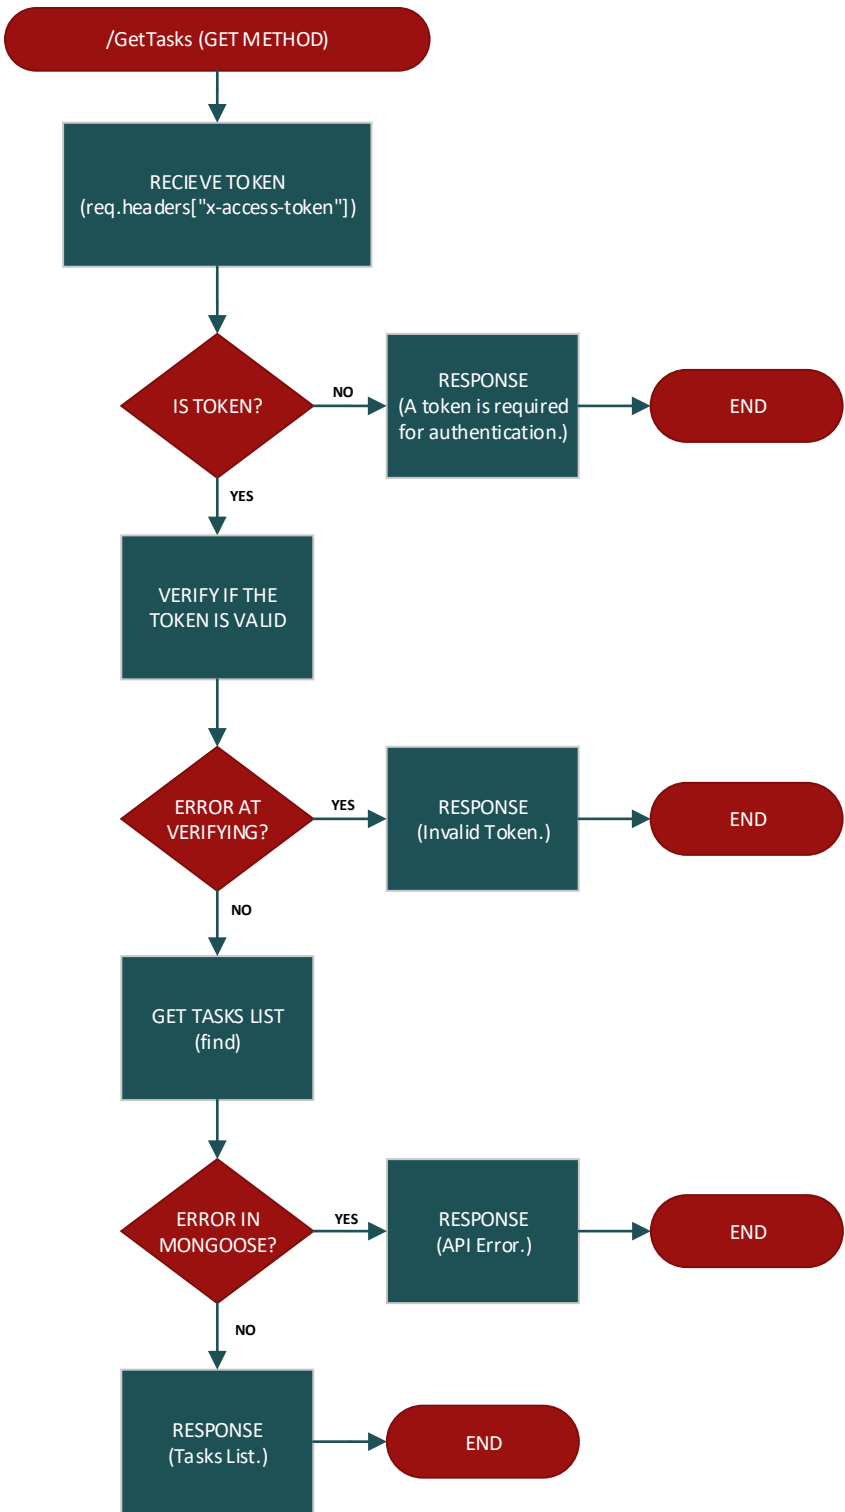 /GetTasks (GET METHOD)
RECIEVE TOKEN
(req.headers["x-access-token"])
IS TOKEN?
NO
RESPONSE
(A token is required
for authentication.)
END
YES
VERIFY IF THE
TOKEN IS VALID
ERROR AT
VERIFYING?
YES
RESPONSE
(Invalid Token.)
END
NO
GET TASKS LIST
(find)
ERROR IN
MONGOOSE?
YES
RESPONSE
(API Error.)
END
NO
RESPONSE
(Tasks List.)
END